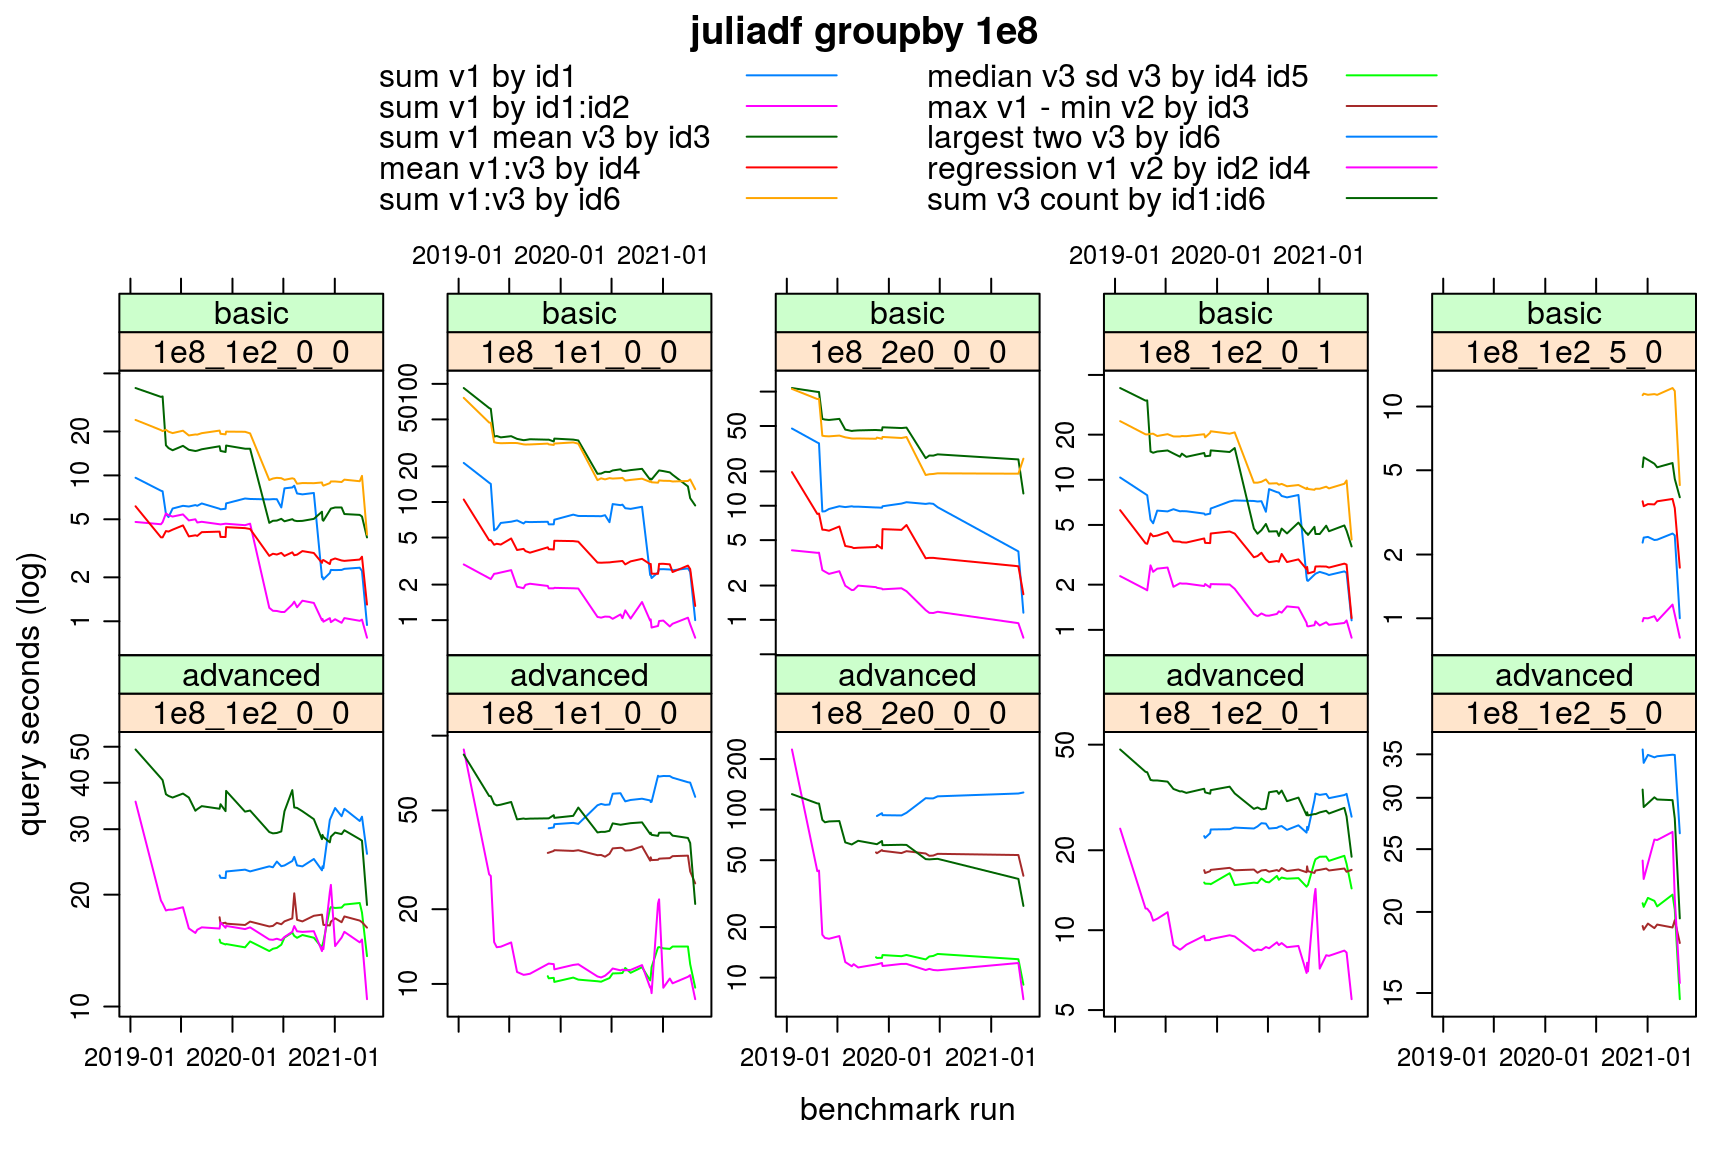 juliadf groupby 1e8
sum v1 by id1
sum v1 by id1:id2
sum v1 mean v3 by id3
mean v1:v3 by id4
sum v1:v3 by id6
median v3 sd v3 by id4 id5
max v1 - min v2 by id3
largest two v3 by id6
regression v1 v2 by id2 id4
sum v3 count by id1:id6
2019-01 2020-01 2021-01
2019-01 2020-01 2021-01
basic
1e8_1e2_0_0
20
10
5
2
1
basic
1e8_1e1_0_0
100
50
20
10
5
2
1
basic
1e8_2e0_0_0
50
20
10
5
2
1
basic
1e8_1e2_0_1
20
10
5
2
1
basic
1e8_1e2_5_0
10
5
2
1
query seconds (log)
advanced
1e8_1e2_0_0
50
40
30
20
10
advanced
1e8_1e1_0_0
50
20
10
advanced
1e8_2e0_0_0
200
100
50
20
10
advanced
1e8_1e2_0_1
50
20
10
5
advanced
1e8_1e2_5_0
35
30
25
20
15
2019-01 2020-01 2021-01
2019-01 2020-01 2021-01
2019-01 2020-01 2021-01
benchmark run